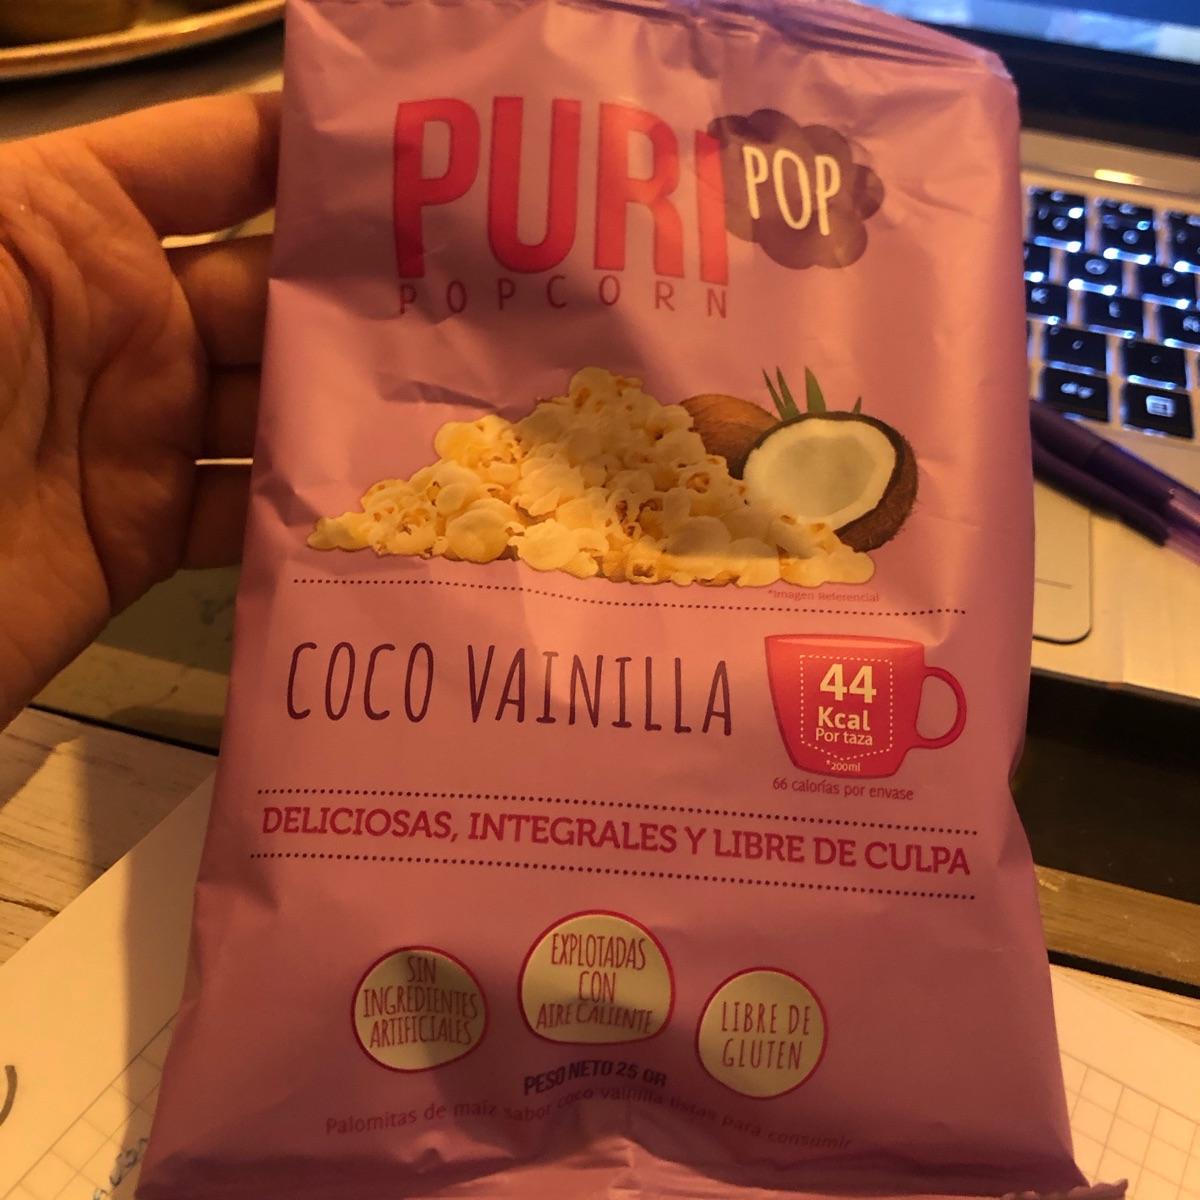 PURI
POP
POPCORN
*Imagen Referencial
COCO VAINILLA
44
Kcal
Por taza
*200ml
66 calorías por envase
DELICIOSAS, INTEGRALES Y LIBRE DE CULPA
SIN
INGREDIENTES
ARTIFICIALES
EXPLOTADAS
CON
AIRE CALIENTE
LIBRE DE
GLUTEN
PESO NETO 25 GR
Palomitas de maíz sabor coco vainilla listas para consumir